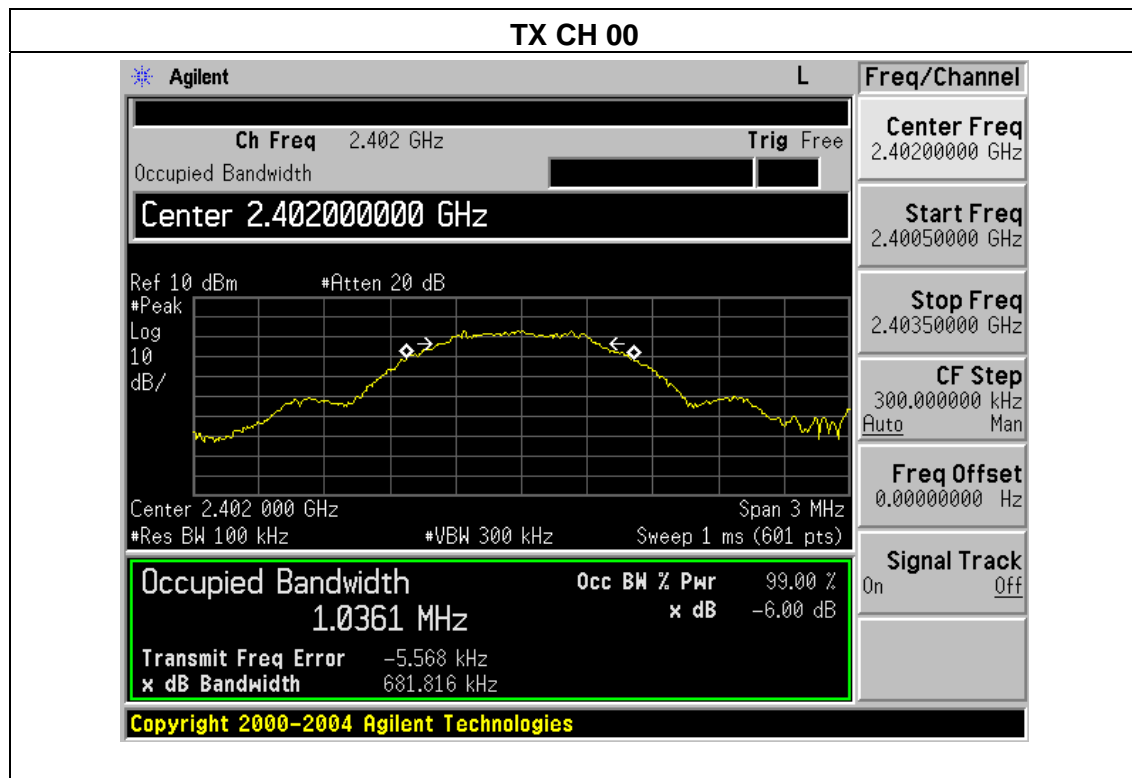 TX CH 00
Agilent L Freq/Channel
Ch Freq 2.402 GHz Trig Free
Occupied Bandwidth
Center 2.402000000 GHz
Ref 10 dBm #Atten 20 dB
#Peak
Log
10
dB/
Center 2.402 000 GHz Span 3 MHz
#Res BW 100 kHz #VBW 300 kHz Sweep 1 ms (601 pts)
Occupied Bandwidth Occ BW % Pwr 99.00 %
1.0361 MHz x dB -6.00 dB
Transmit Freq Error -5.568 kHz
x dB Bandwidth 681.816 kHz
Copyright 2000-2004 Agilent Technologies
Center Freq
2.40200000 GHz
Start Freq
2.40050000 GHz
Stop Freq
2.40350000 GHz
CF Step
300.000000 kHz
Auto Man
Freq Offset
0.00000000 Hz
Signal Track
On Off